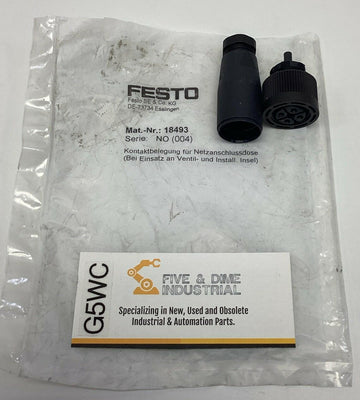 FESTO
Festo SE & Co. KG
DE-73734 Esslingen
Mat.-Nr.: 18493
Serie: NO (004)
Kontaktbelegung für Netzanschlussdose
(Bei Einsatz an Ventil- und Install. Insel)
G5WC
FIVE & DIME
INDUSTRIAL
Specializing in New, Used and Obsolete
Industrial & Automation Parts.